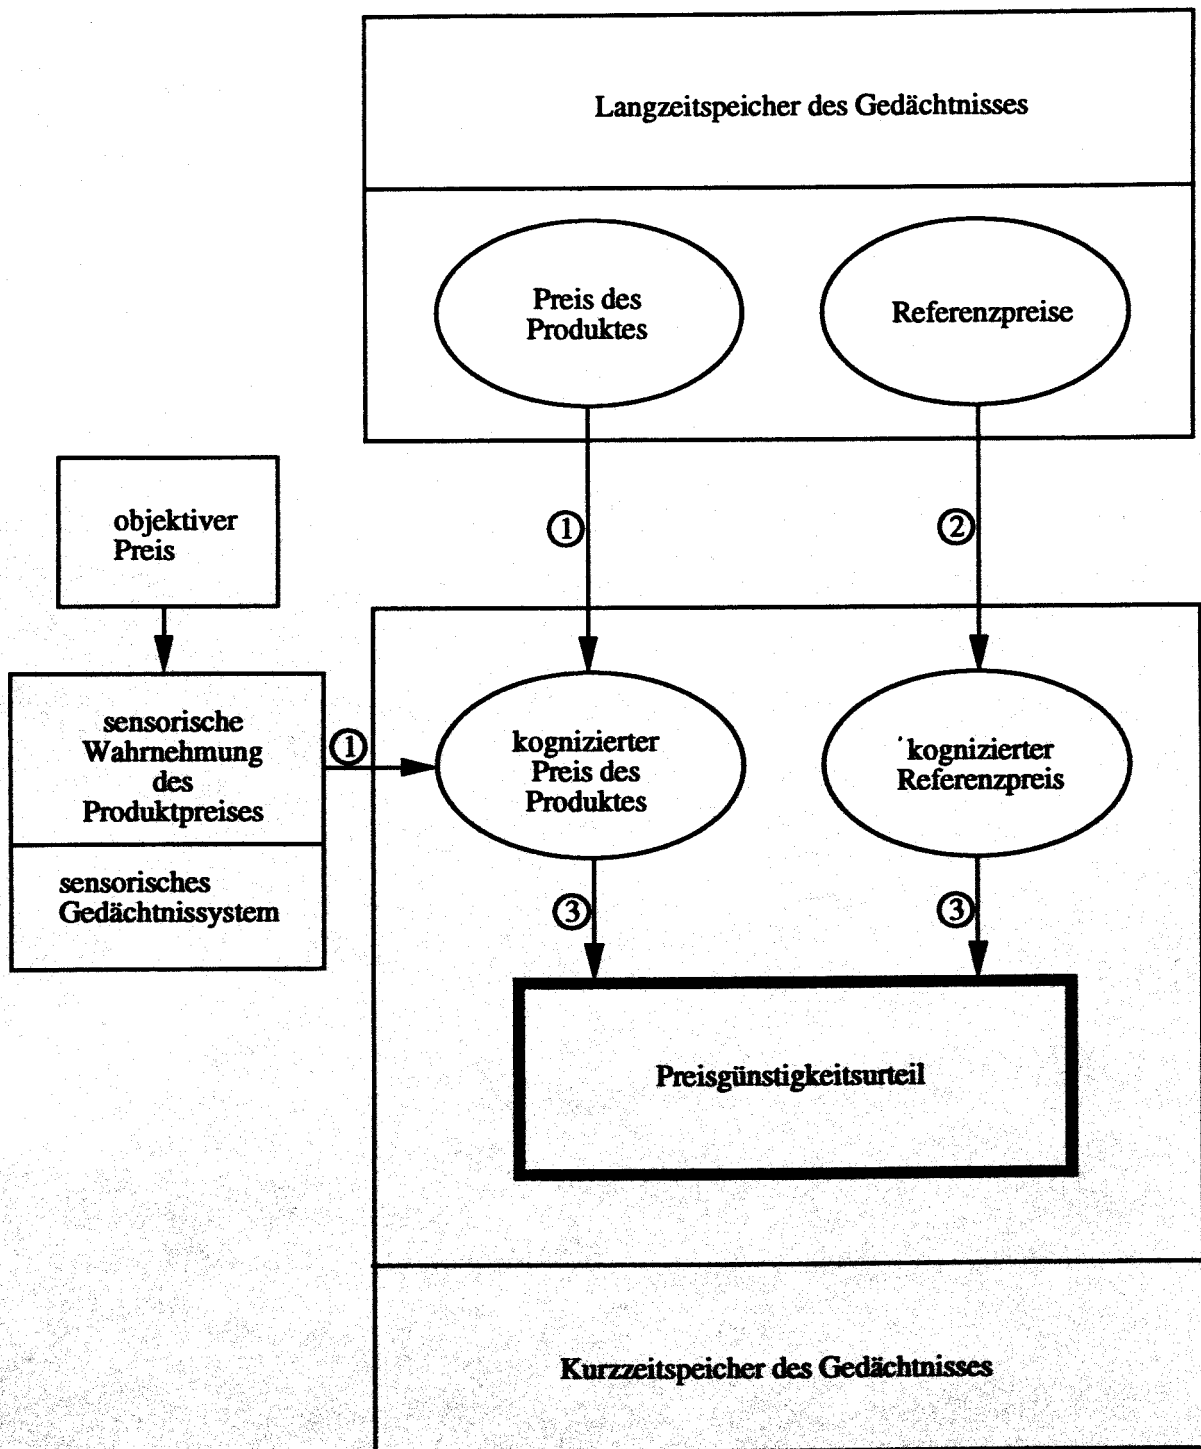 Langzeitspeicher des Gedächtnisses
Preis des
Produktes
Referenzpreise
objektiver
Preis
①
②
sensorische
Wahrnehmung
des
Produktpreises
①
kognizierter
Preis des
Produktes
kognizierter
Referenzpreis
sensorisches
Gedächtnissystem
③
③
Preisgünstigkeitsurteil
Kurzzeitspeicher des Gedächtnisses